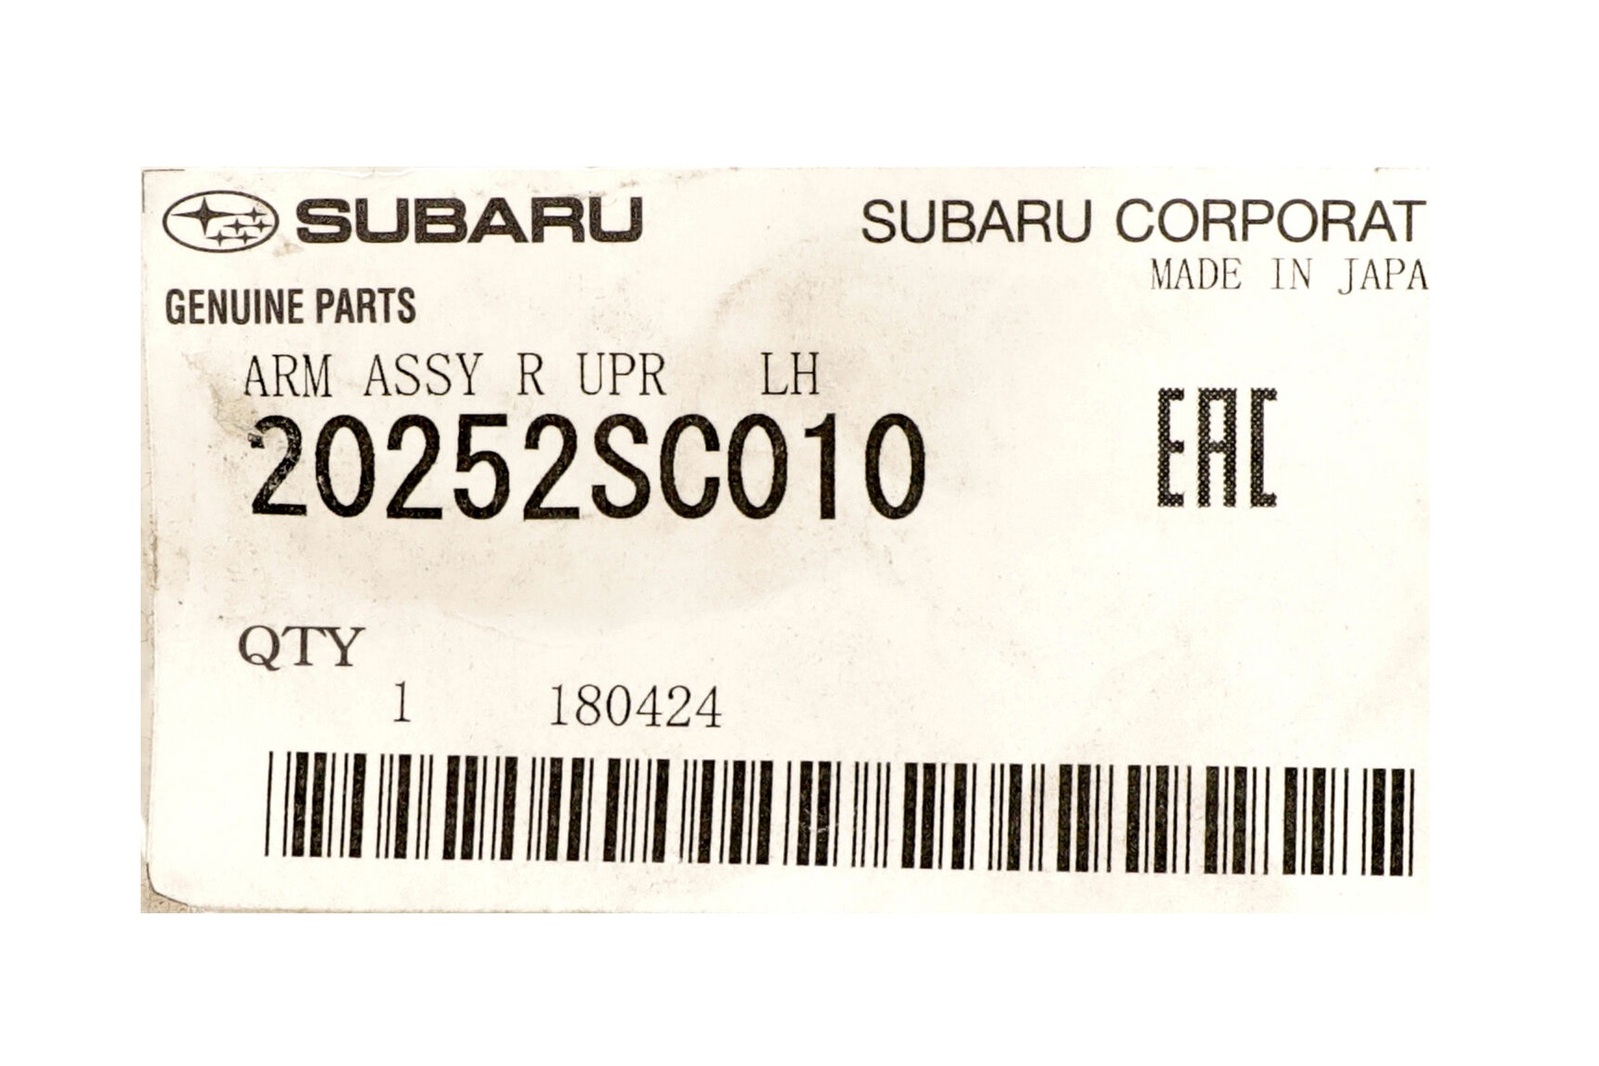 SUBARU
SUBARU CORPORAT
MADE IN JAPA
GENUINE PARTS
ARM ASSY R UPR LH
20252SC010
EAC
QTY
1 180424